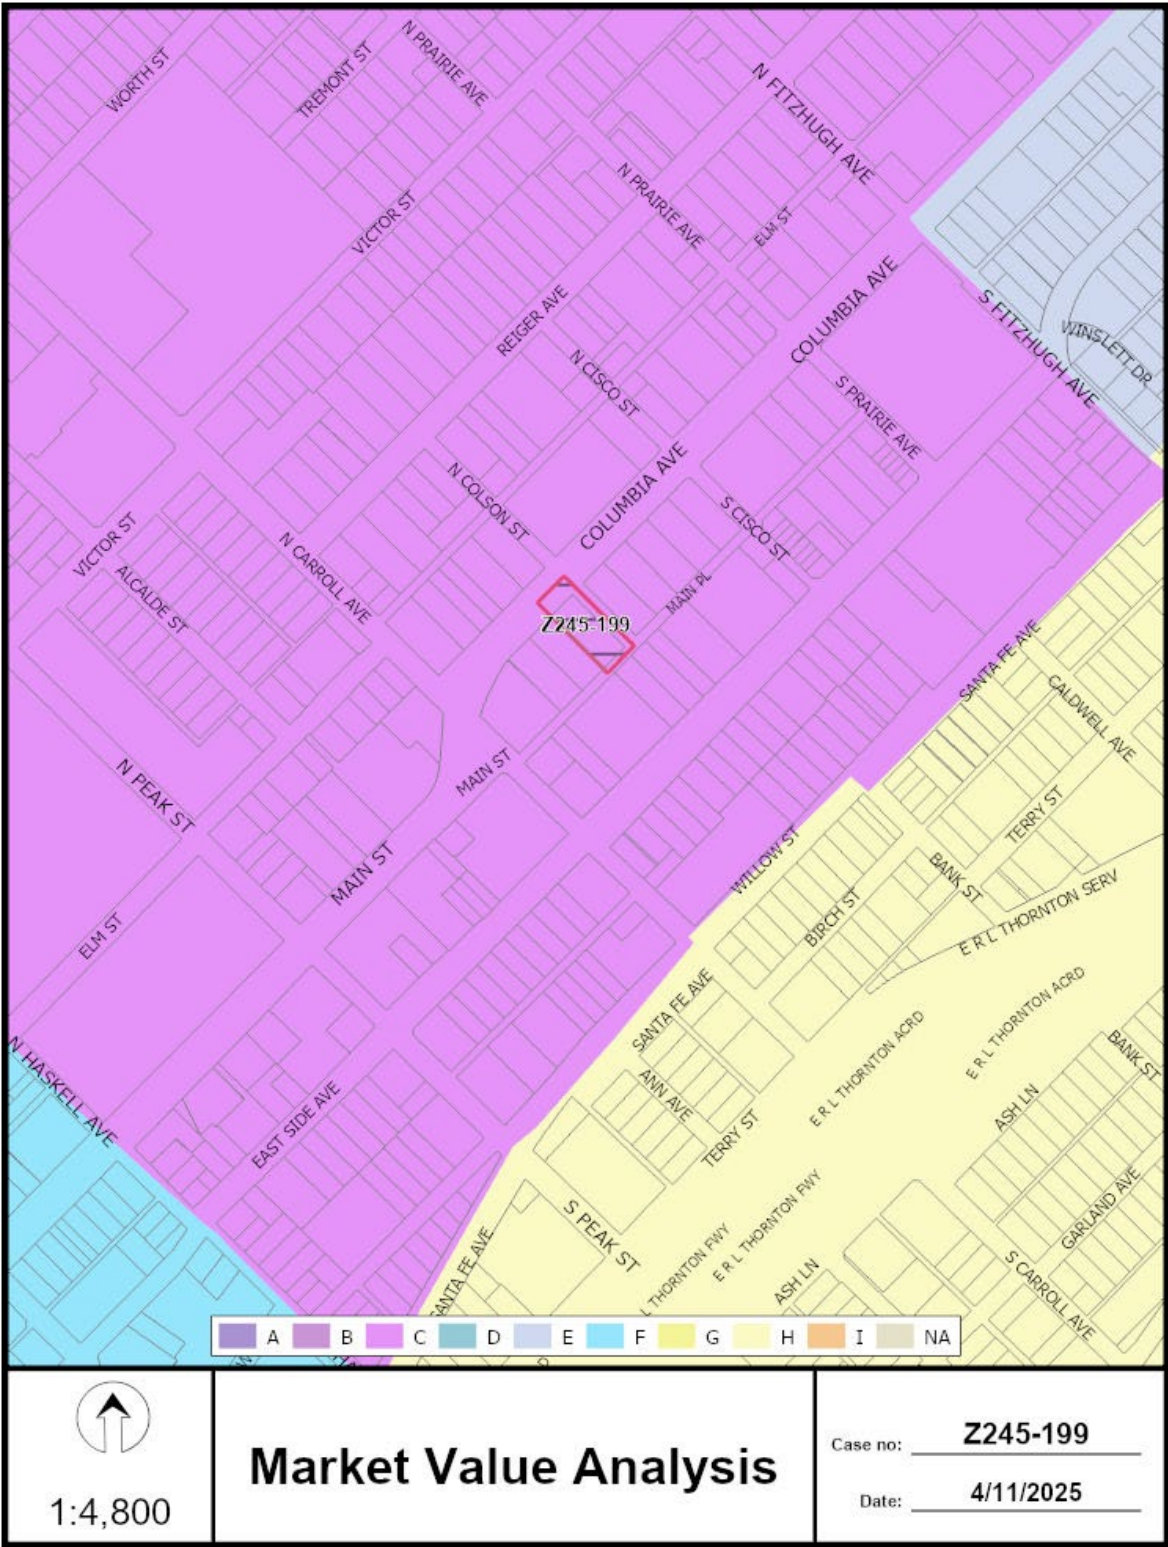 WORTH ST
TREMONT ST
N PRAIRIE AVE
N FITZHUGH AVE
VICTOR ST
N PRAIRIE AVE
ELM ST
COLUMBIA AVE
S FITZHUGH AVE
WINSLETT DR
REIGER AVE
N CISCO ST
S PRAIRIE AVE
N COLSON ST
COLUMBIA AVE
S CISCO ST
VICTOR ST
N CARROLL AVE
ALCALDE ST
MAIN PL
Z245-199
SANTA FE AVE
CALDWELL AVE
N PEAK ST
MAIN ST
MAIN ST
TERRY ST
WILLOW ST
BANK ST
BIRCH ST
E R L THORNTON SERV
ELM ST
SANTA FE AVE
E R L THORNTON ACRD
E R L THORNTON ACRD
N HASKELL AVE
BANK ST
ANN AVE
ASH LN
EAST SIDE AVE
TERRY ST
GARLAND AVE
S PEAK ST
SANTA FE AVE
L THORNTON FWY
E R L THORNTON FWY
ASH LN
S CARROLL AVE
A B C D E F G H I NA
1:4,800
Market Value Analysis
Case no: Z245-199
Date: 4/11/2025